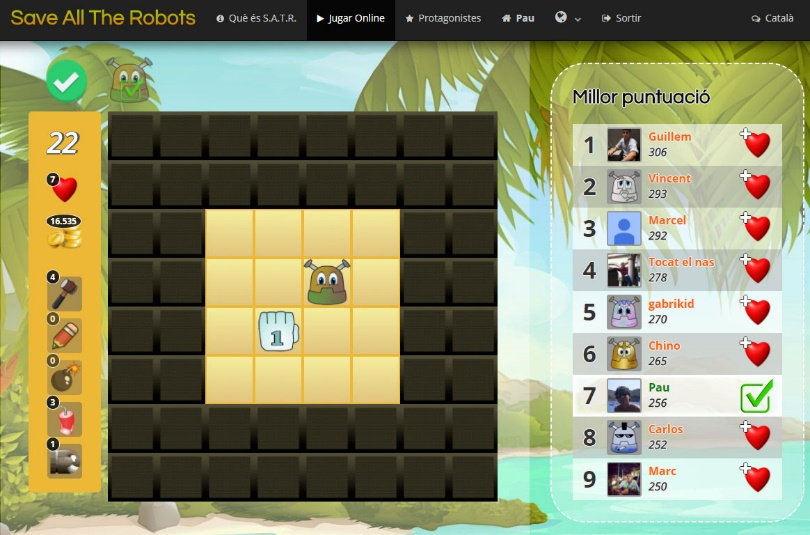 Save All The Robots
Què és S.A.T.R.
Jugar Online
Protagonistes
Pau
Sortir
Català
22
7
16.535
4
0
0
3
1
1
Millor puntuació
1 Guillem
306
2 Vincent
293
3 Marcel
292
4 Tocat el nas
278
5 gabrikid
270
6 Chino
265
7 Pau
256
8 Carlos
252
9 Marc
250